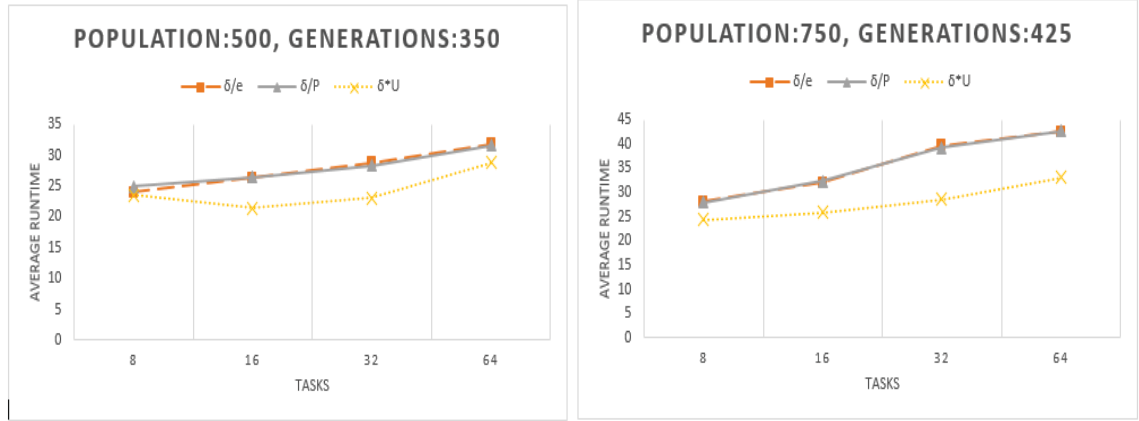 POPULATION:500, GENERATIONS:350
δ/e δ/P δ*U
35
30
25
20
15
10
5
0
AVERAGE RUNTIME
8 16 32 64
TASKS
POPULATION:750, GENERATIONS:425
δ/e δ/P δ*U
45
40
35
30
25
20
15
10
5
0
AVERAGE RUNTIME
8 16 32 64
TASKS